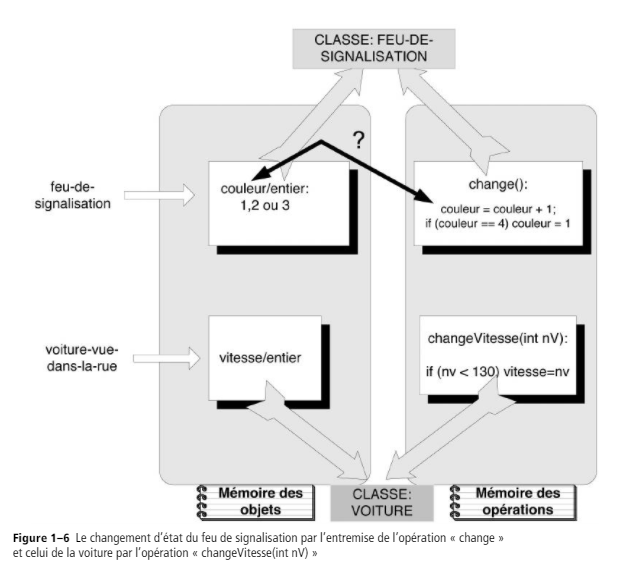 CLASSE: FEU-DE-
SIGNALISATION
?
feu-de-
signalisation
couleur/entier:
1,2 ou 3
change():
couleur = couleur + 1;
if (couleur == 4) couleur = 1
voiture-vue-
dans-la-rue
vitesse/entier
changeVitesse(int nV):
if (nv < 130) vitesse=nv
Mémoire des
objets
CLASSE:
VOITURE
Mémoire des
opérations
Figure 1–6 Le changement d’état du feu de signalisation par l’entremise de l’opération « change »
et celui de la voiture par l’opération « changeVitesse(int nV) »